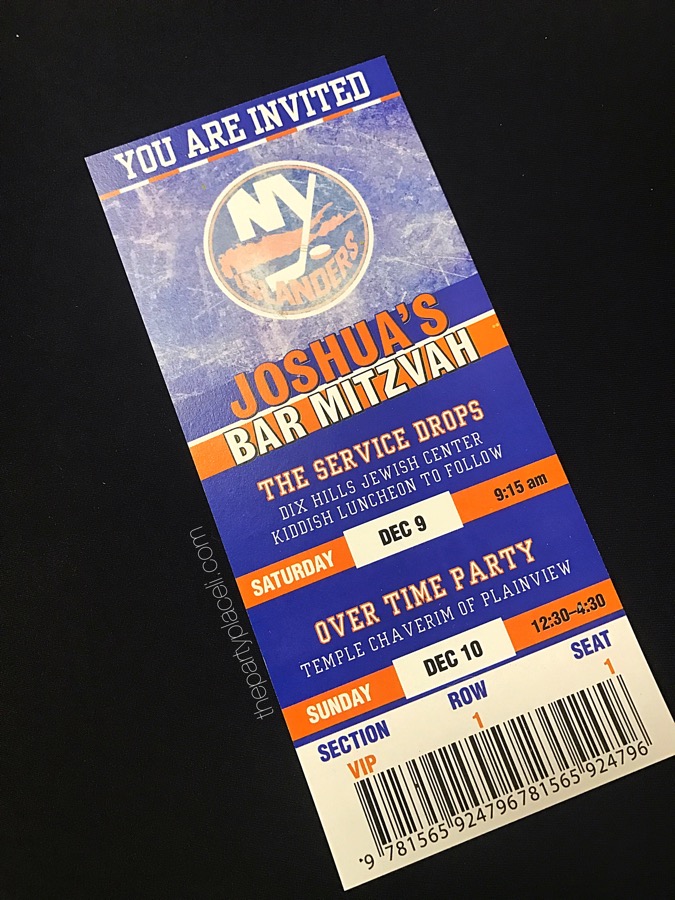 YOU ARE INVITED
NY
ISLANDERS
JOSHUA'S
BAR MITZVAH
THE SERVICE DROPS
DIX HILLS JEWISH CENTER
KIDDISH LUNCHEON TO FOLLOW
SATURDAY DEC 9 9:15 am
OVER TIME PARTY
TEMPLE CHAVERIM OF PLAINVIEW
SUNDAY DEC 10 12:30–4:30
SECTION ROW SEAT
VIP 1 1
*9 781565 924796781565 924796
thepartyplaceli.com